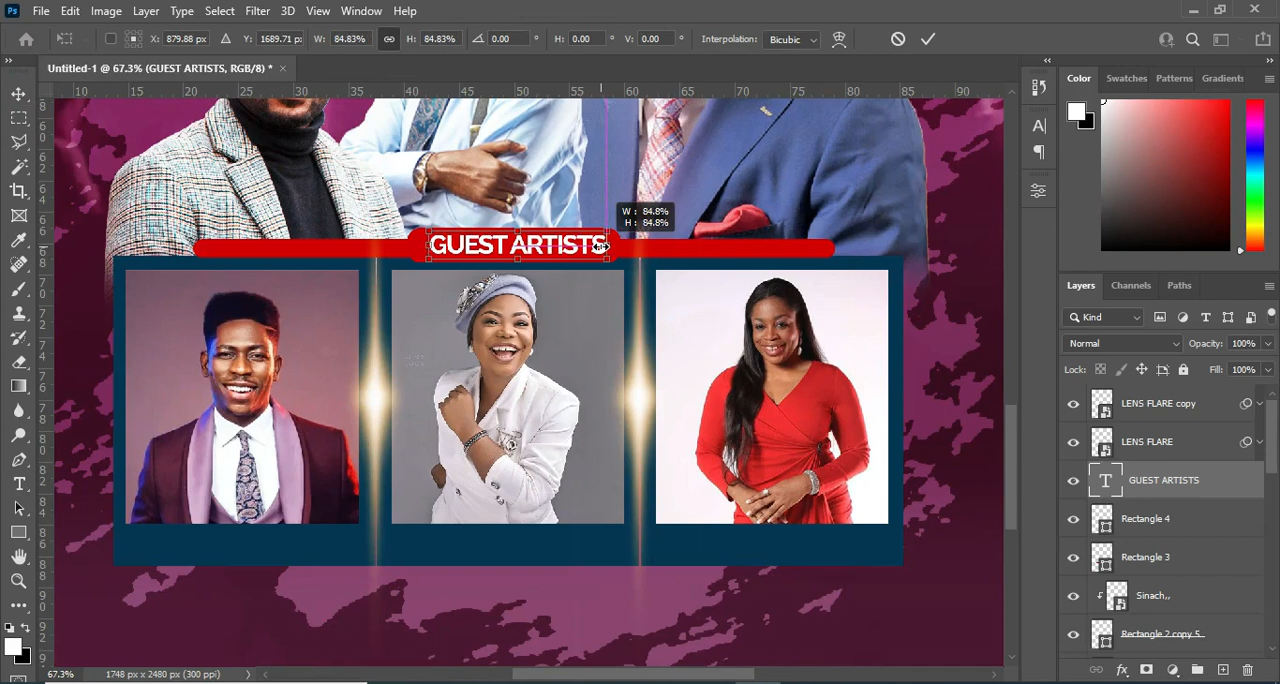 Ps File Edit Image Layer Type Select Filter 3D View Window Help
X: 879.88 px Y: 1689.71 p: W: 84.83% H: 84.83% 0.00 ° H: 0.00 ° V: 0.00 ° Interpolation: Bicubic
Untitled-1 @ 67.3% (GUEST ARTISTS, RGB/8) * ×
10 15 20 25 30 35 40 45 50 55 60 65 70 75 80 85 90
Color Swatches Patterns Gradients
W : 84.8%
H : 84.8%
GUEST ARTISTS
Layers Channels Paths
Kind
Normal Opacity: 100%
Lock: Fill: 100%
LENS FLARE copy
LENS FLARE
T GUEST ARTISTS
Rectangle 4
Rectangle 3
Sinach,,
Rectangle 2 copy 5
67.3% 1748 px x 2480 px (300 ppi)